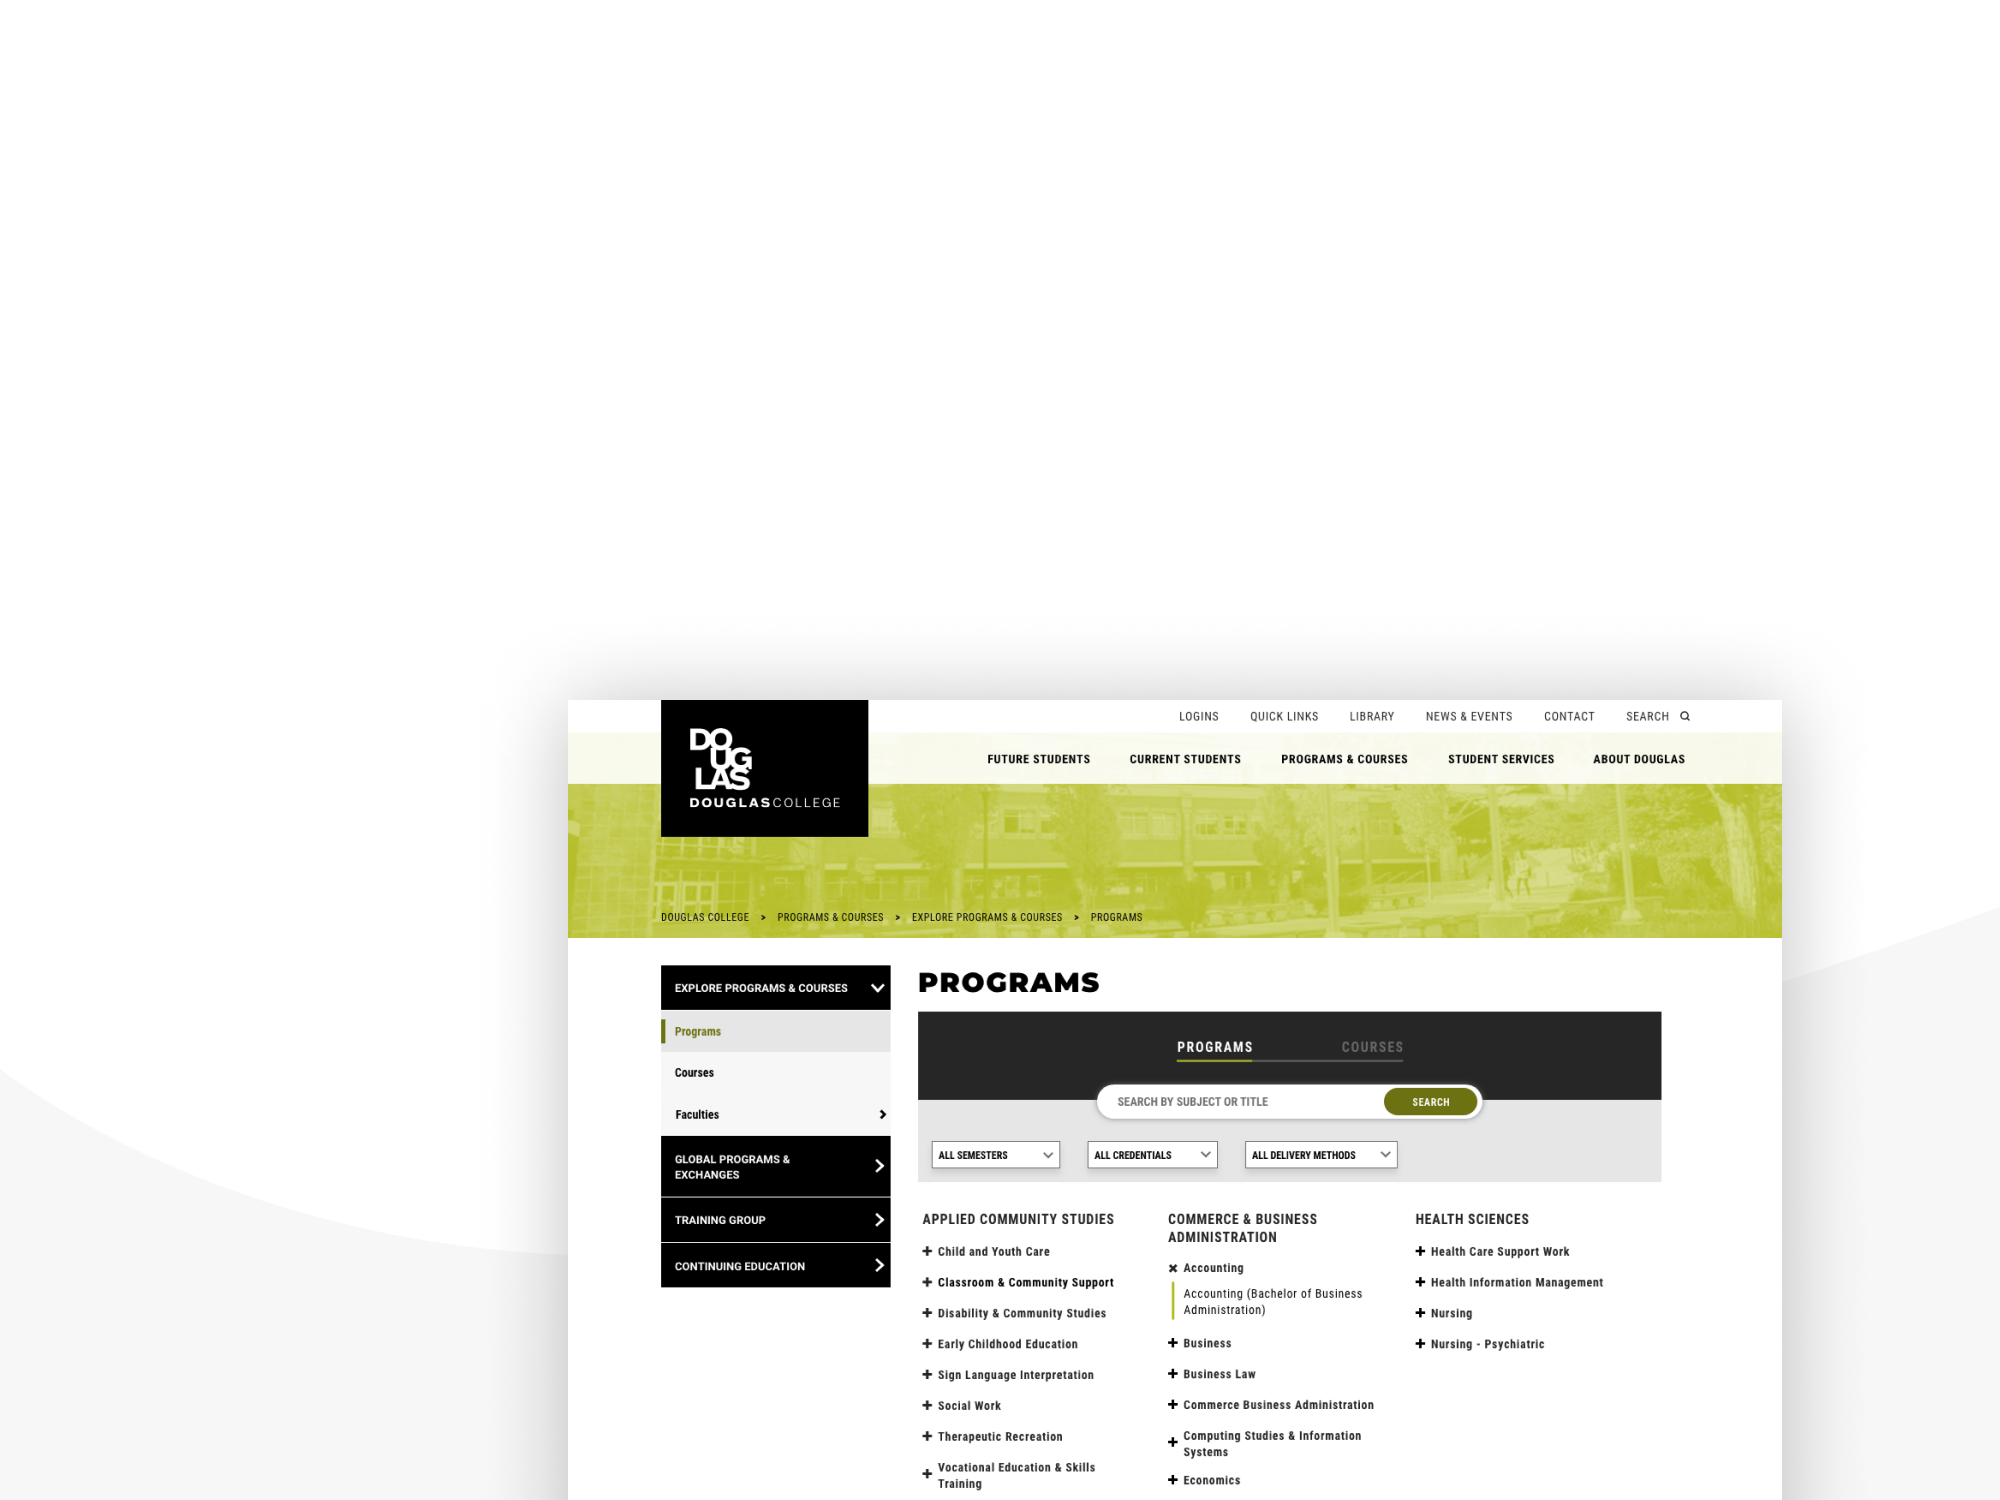 LOGINS QUICK LINKS LIBRARY NEWS & EVENTS CONTACT SEARCH
DO
UG
LAS
DOUGLASCOLLEGE
FUTURE STUDENTS CURRENT STUDENTS PROGRAMS & COURSES STUDENT SERVICES ABOUT DOUGLAS
DOUGLAS COLLEGE > PROGRAMS & COURSES > EXPLORE PROGRAMS & COURSES > PROGRAMS
EXPLORE PROGRAMS & COURSES
Programs
Courses
Faculties
GLOBAL PROGRAMS &
EXCHANGES
TRAINING GROUP
CONTINUING EDUCATION
PROGRAMS
PROGRAMS COURSES
SEARCH BY SUBJECT OR TITLE SEARCH
ALL SEMESTERS ALL CREDENTIALS ALL DELIVERY METHODS
APPLIED COMMUNITY STUDIES
Child and Youth Care
Classroom & Community Support
Disability & Community Studies
Early Childhood Education
Sign Language Interpretation
Social Work
Therapeutic Recreation
Vocational Education & Skills
Training
COMMERCE & BUSINESS
ADMINISTRATION
Accounting
Accounting (Bachelor of Business
Administration)
Business
Business Law
Commerce Business Administration
Computing Studies & Information
Systems
Economics
HEALTH SCIENCES
Health Care Support Work
Health Information Management
Nursing
Nursing - Psychiatric